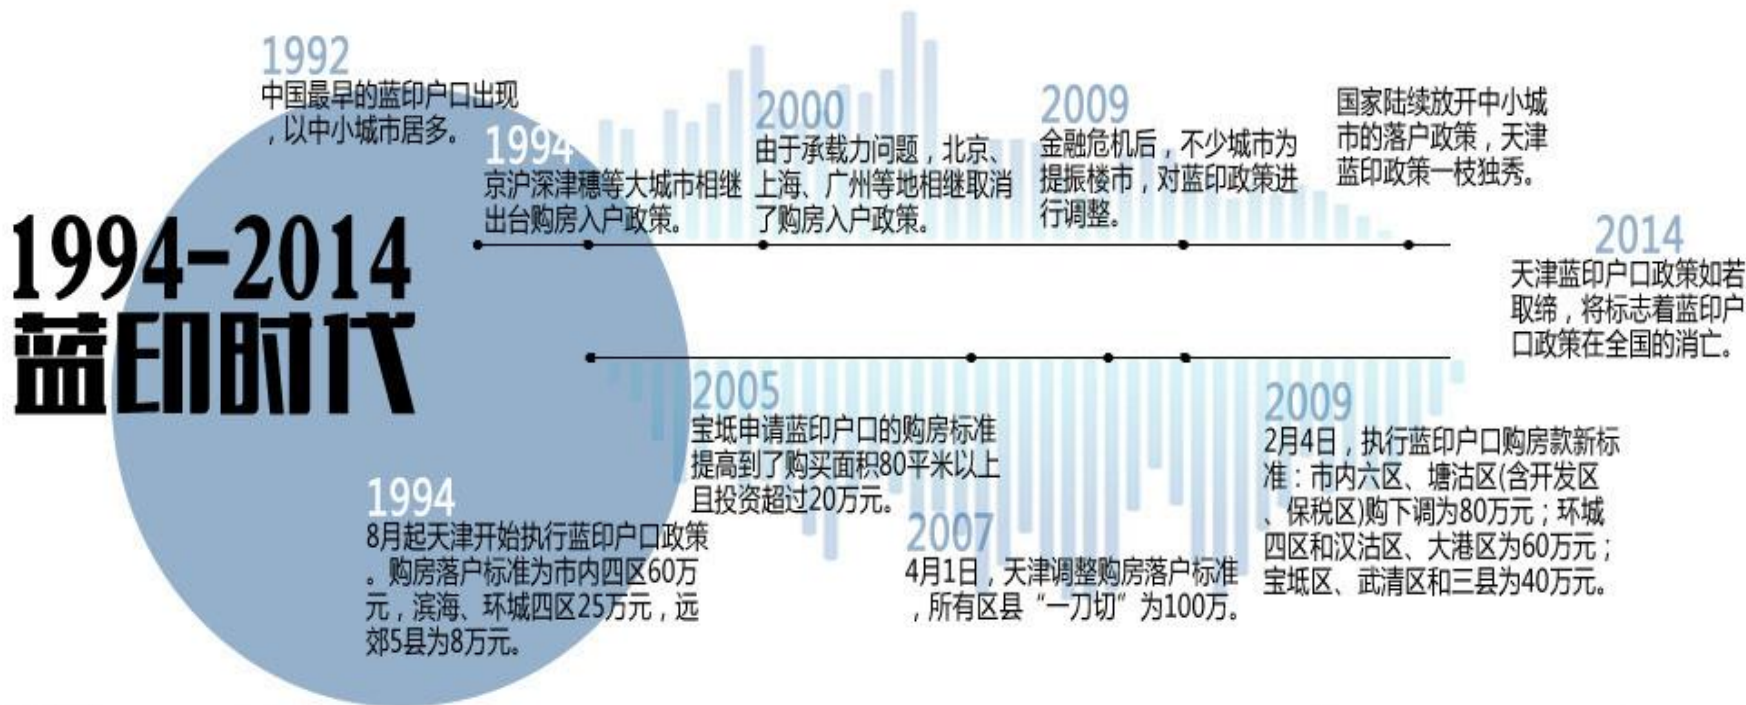 1994-2014
蓝印时代
1992
中国最早的蓝印户口出现
，以中小城市居多。
1994
京沪深津穗等大城市相继
出台购房入户政策。
2000
由于承载力问题，北京、
上海、广州等地相继取消
了购房入户政策。
2009
金融危机后，不少城市为
提振楼市，对蓝印政策进
行调整。
国家陆续放开中小城
市的落户政策，天津
蓝印政策一枝独秀。
2014
天津蓝印户口政策如若
取缔，将标志着蓝印户
口政策在全国的消亡。
1994
8月起天津开始执行蓝印户口政策
。购房落户标准为市内四区60万
元，滨海、环城四区25万元，远
郊5县为8万元。
2005
宝坻申请蓝印户口的购房标准
提高到了购买面积80平米以上
且投资超过20万元。
2007
4月1日，天津调整购房落户标准
，所有区县“一刀切”为100万。
2009
2月4日，执行蓝印户口购房款新标
准：市内六区、塘沽区(含开发区
、保税区)购下调为80万元；环城
四区和汉沽区、大港区为60万元；
宝坻区、武清区和三县为40万元。